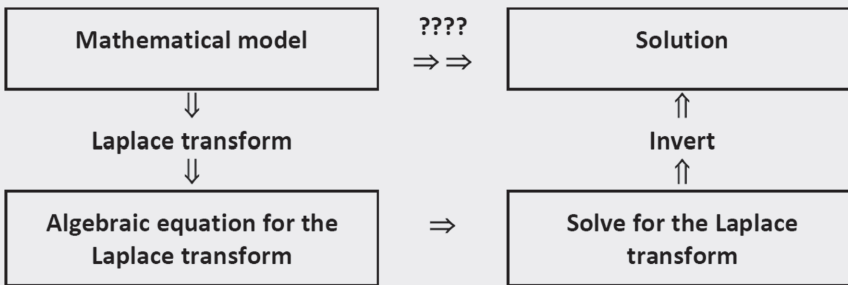 Mathematical model
????
⇒⇒
Solution
⇓
⇑
Laplace transform
Invert
⇓
⇑
Algebraic equation for the
Laplace transform
⇒
Solve for the Laplace
transform